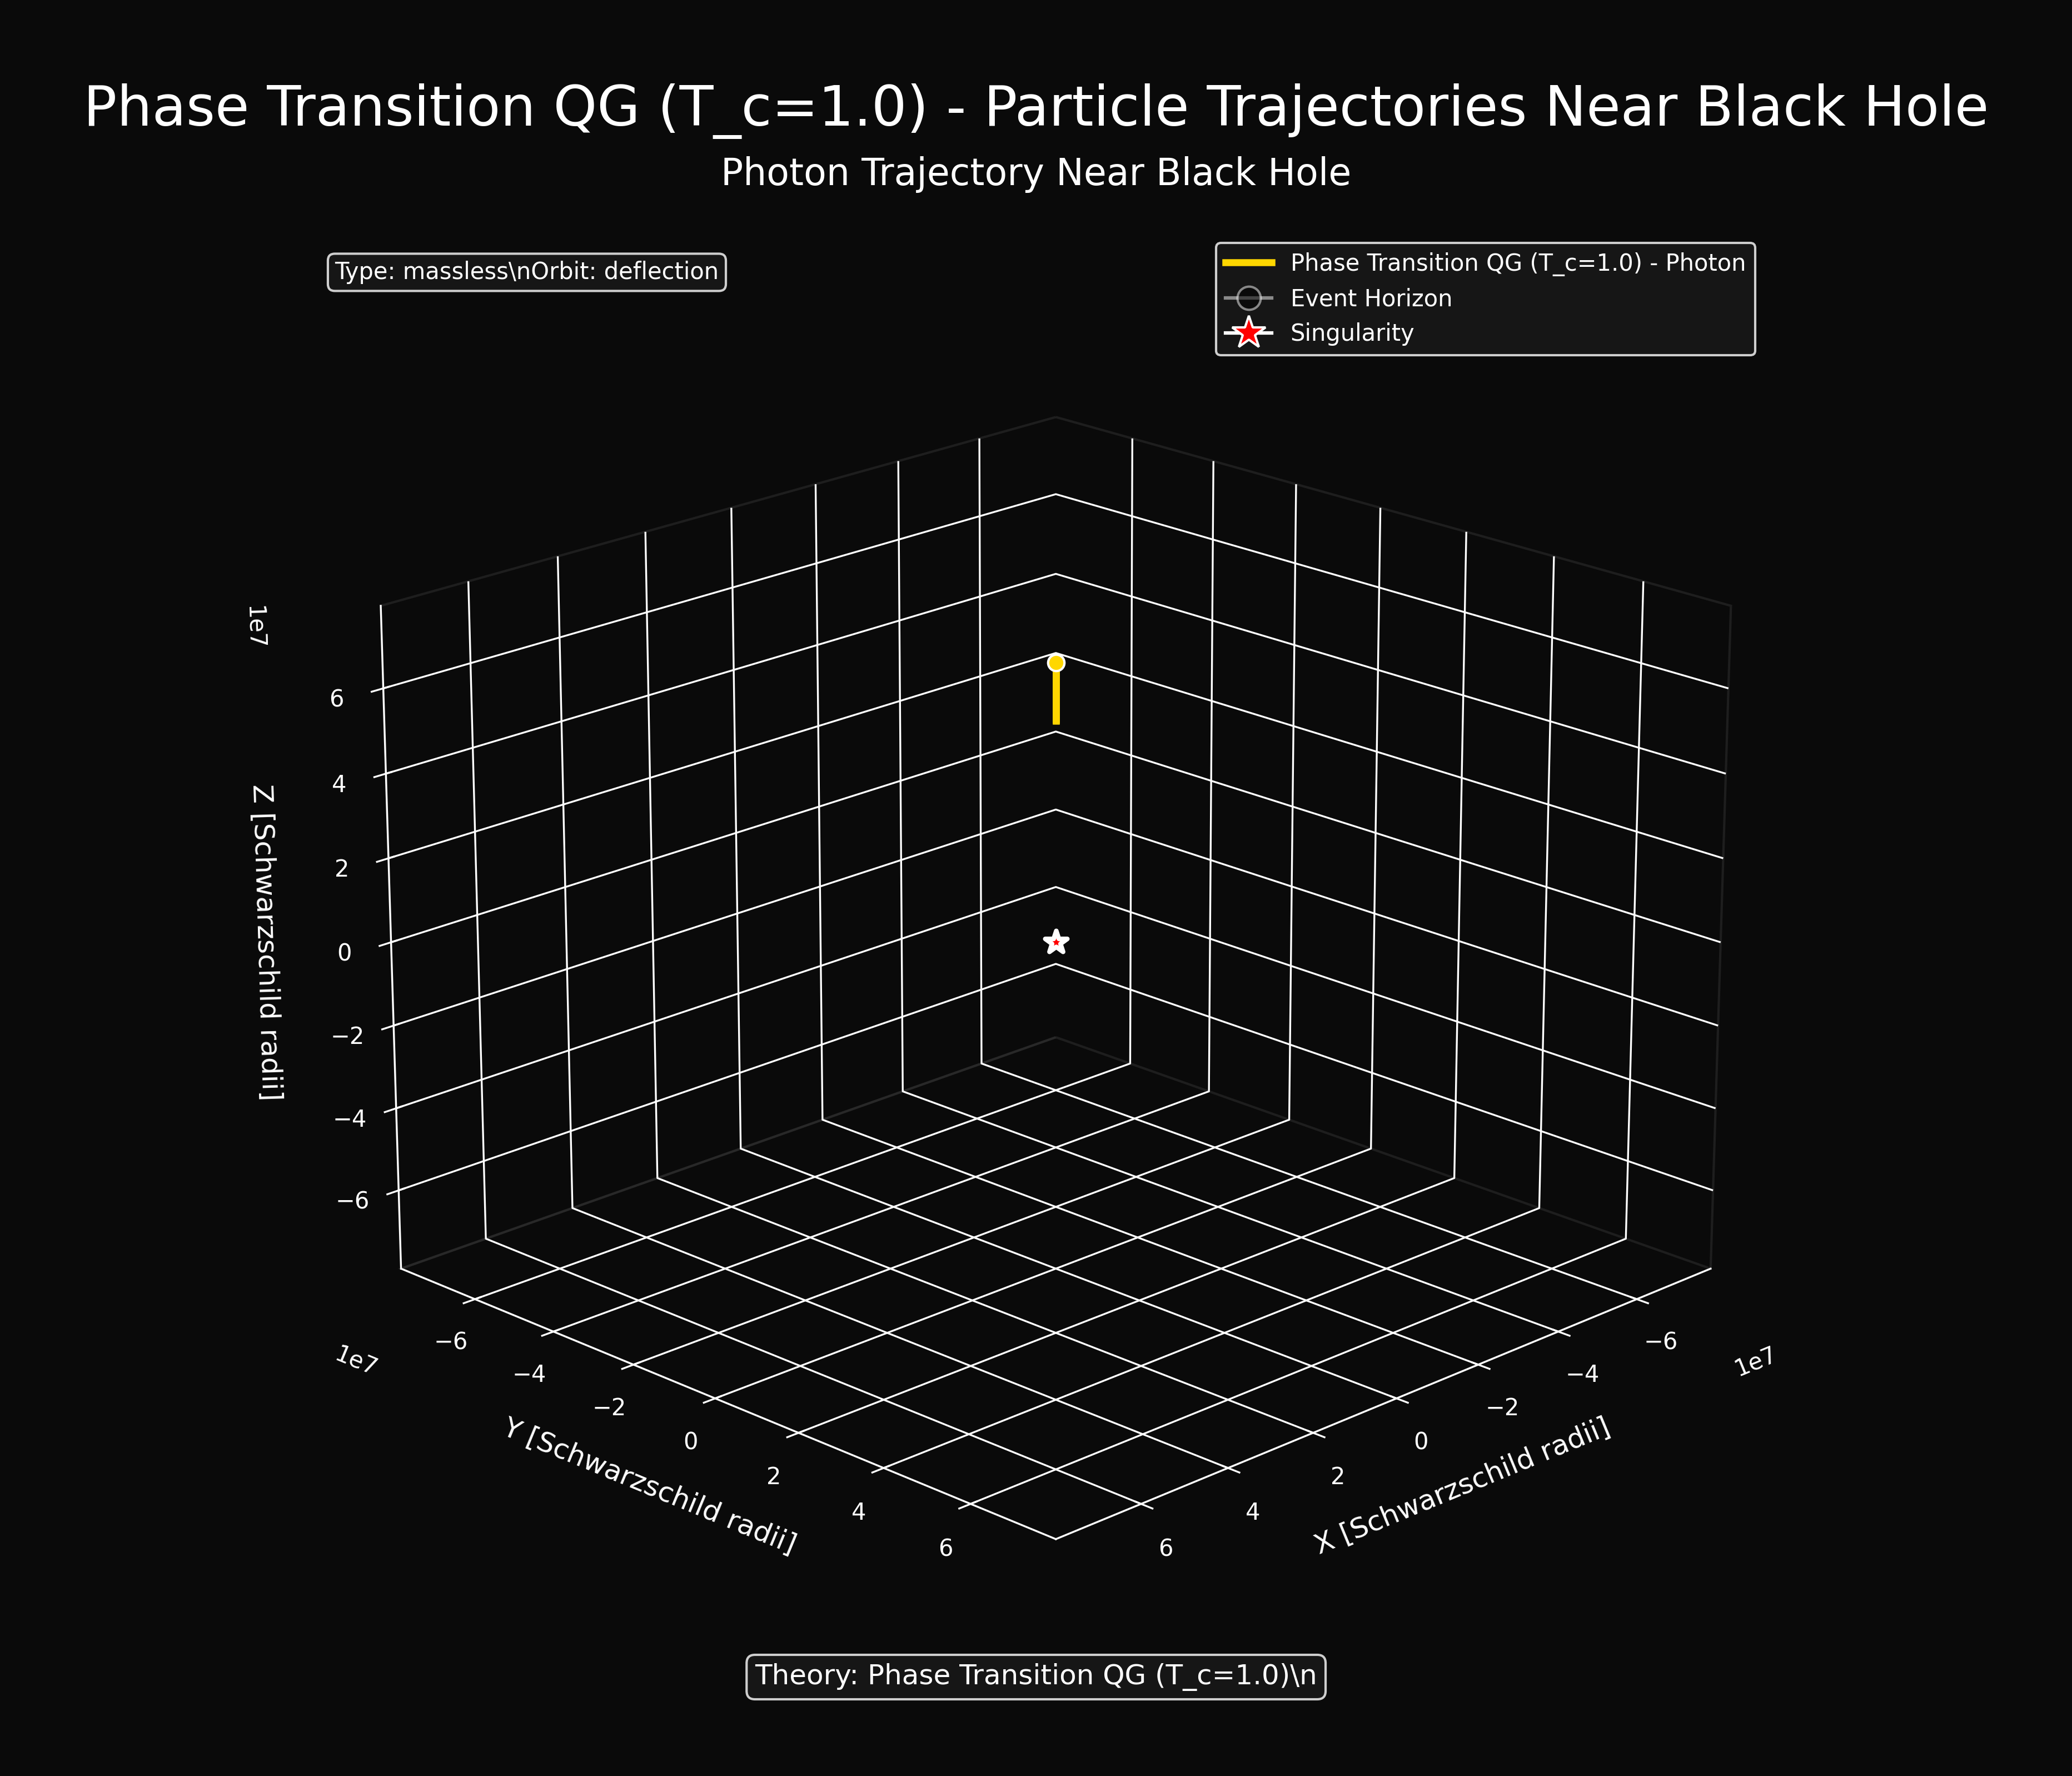 Phase Transition QG (T_c=1.0) - Particle Trajectories Near Black Hole
Photon Trajectory Near Black Hole
Type: massless\nOrbit: deflection
Phase Transition QG (T_c=1.0) - Photon
Event Horizon
Singularity
1e7
6
4
2
0
−2
−4
−6
Z [Schwarzschild radii]
1e7
−6
−4
−2
0
2
4
6
Y [Schwarzschild radii]
1e7
−6
−4
−2
0
2
4
6
X [Schwarzschild radii]
Theory: Phase Transition QG (T_c=1.0)\n